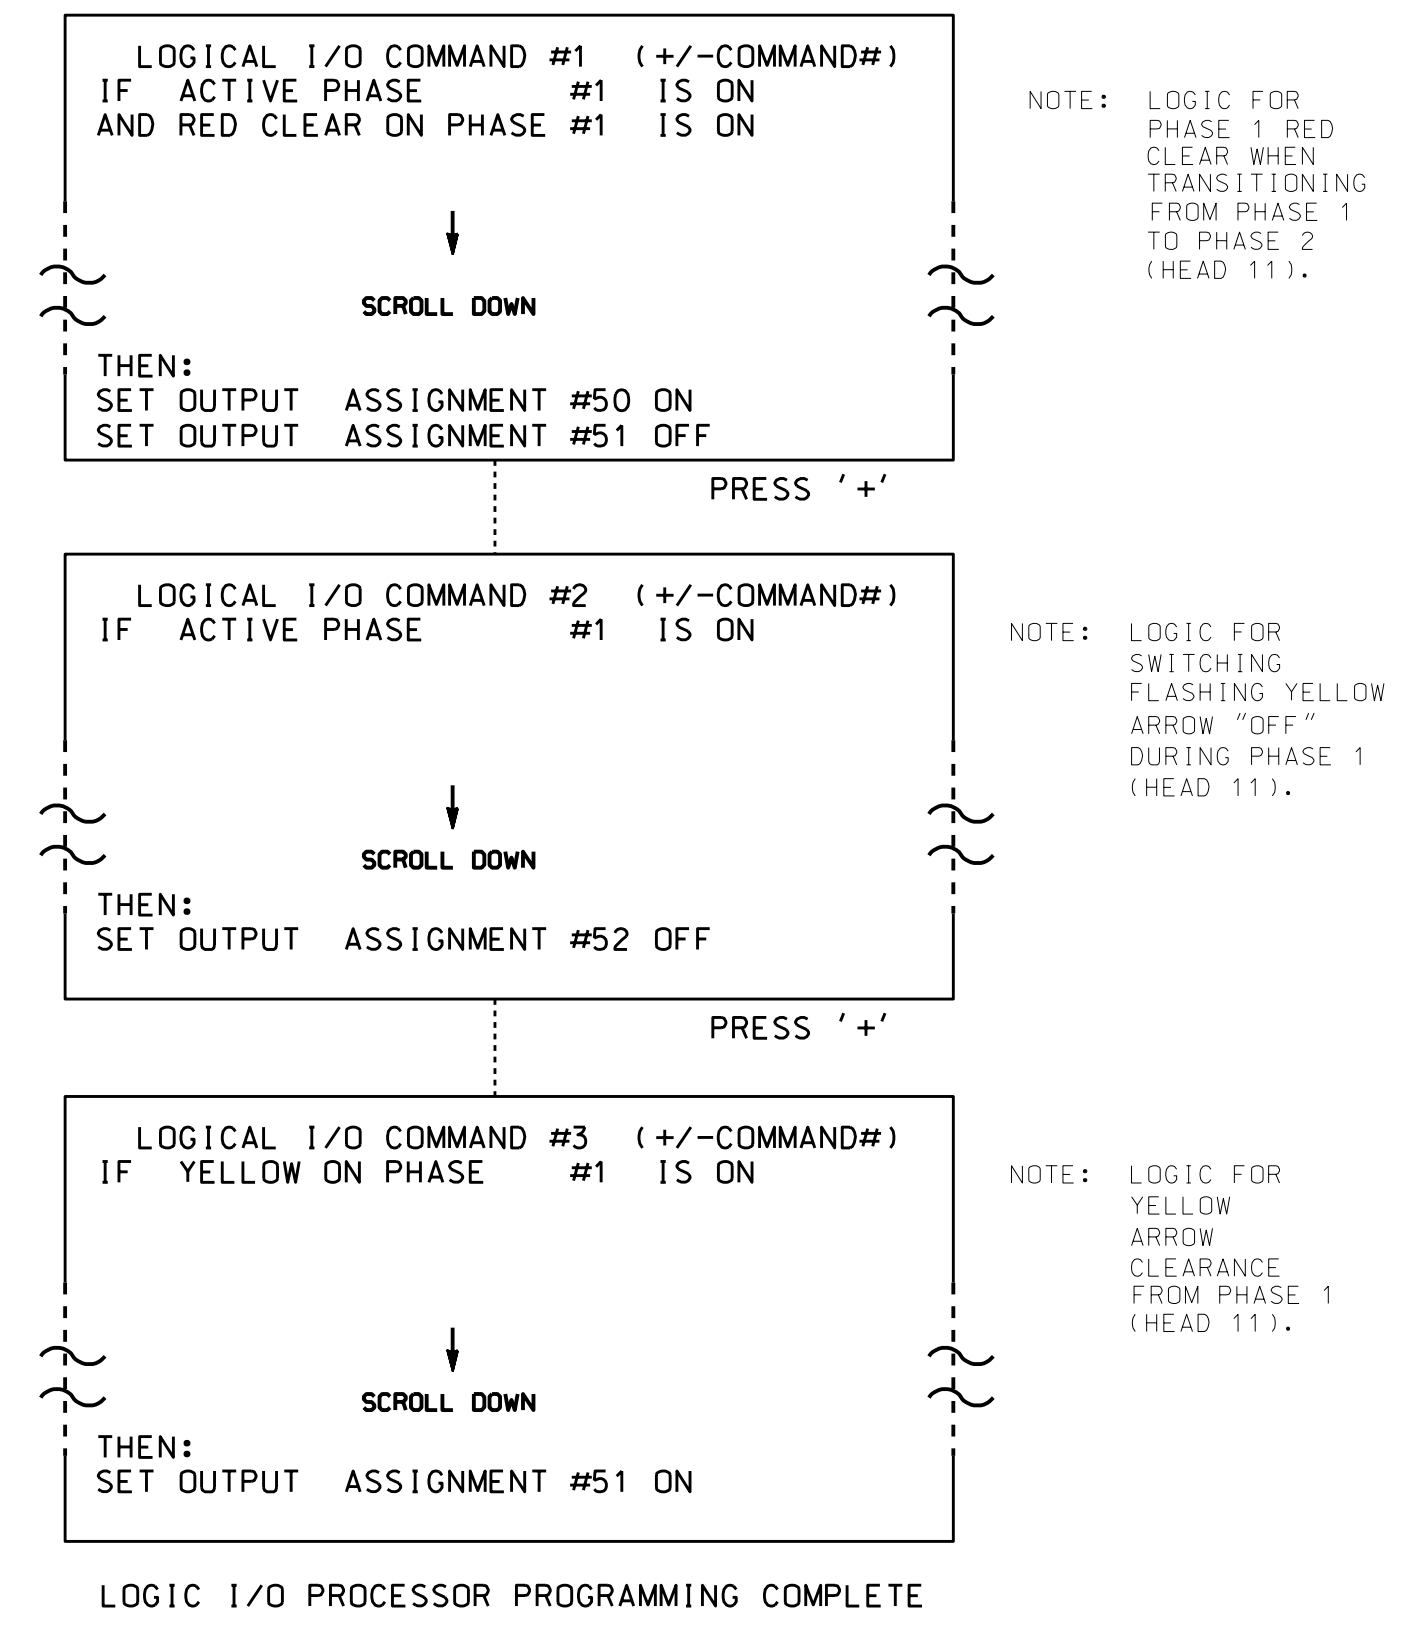 LOGICAL I/O COMMAND #1 (+/-COMMAND#)
IF ACTIVE PHASE #1 IS ON
AND RED CLEAR ON PHASE #1 IS ON
SCROLL DOWN
THEN:
SET OUTPUT ASSIGNMENT #50 ON
SET OUTPUT ASSIGNMENT #51 OFF
NOTE: LOGIC FOR
PHASE 1 RED
CLEAR WHEN
TRANSITIONING
FROM PHASE 1
TO PHASE 2
(HEAD 11).
PRESS '+'
LOGICAL I/O COMMAND #2 (+/-COMMAND#)
IF ACTIVE PHASE #1 IS ON
SCROLL DOWN
THEN:
SET OUTPUT ASSIGNMENT #52 OFF
NOTE: LOGIC FOR
SWITCHING
FLASHING YELLOW
ARROW "OFF"
DURING PHASE 1
(HEAD 11).
PRESS '+'
LOGICAL I/O COMMAND #3 (+/-COMMAND#)
IF YELLOW ON PHASE #1 IS ON
SCROLL DOWN
THEN:
SET OUTPUT ASSIGNMENT #51 ON
NOTE: LOGIC FOR
YELLOW
ARROW
CLEARANCE
FROM PHASE 1
(HEAD 11).
LOGIC I/O PROCESSOR PROGRAMMING COMPLETE